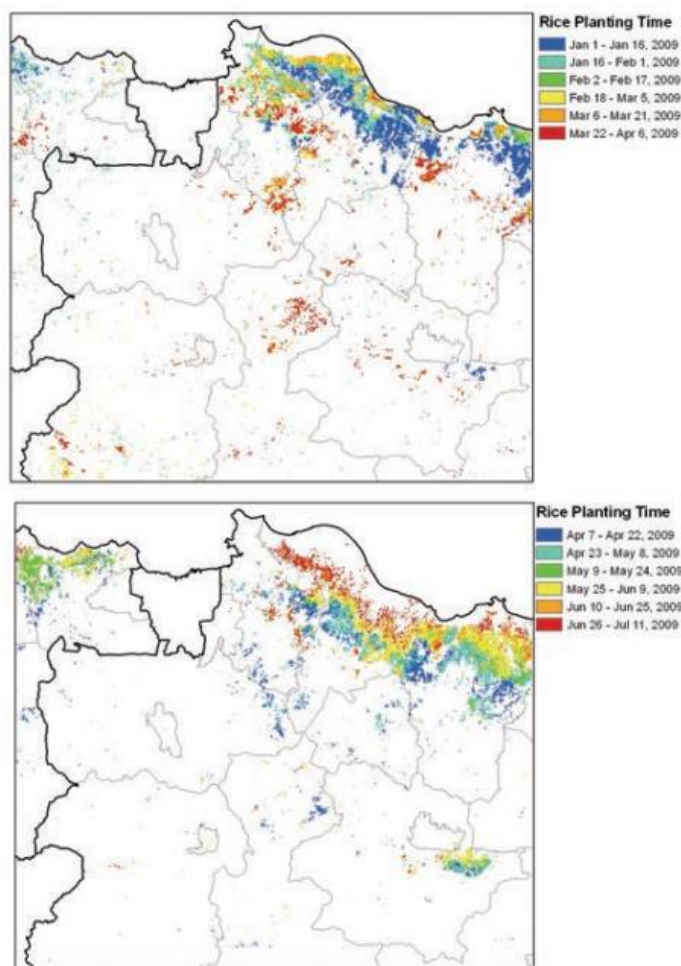 Rice Planting Time
Jan 1 - Jan 16, 2009
Jan 16 - Feb 1, 2009
Feb 2 - Feb 17, 2009
Feb 18 - Mar 5, 2009
Mar 6 - Mar 21, 2009
Mar 22 - Apr 6, 2009
Rice Planting Time
Apr 7 - Apr 22, 2009
Apr 23 - May 8, 2009
May 9 - May 24, 2009
May 25 - Jun 9, 2009
Jun 10 - Jun 25, 2009
Jun 26 - Jul 11, 2009